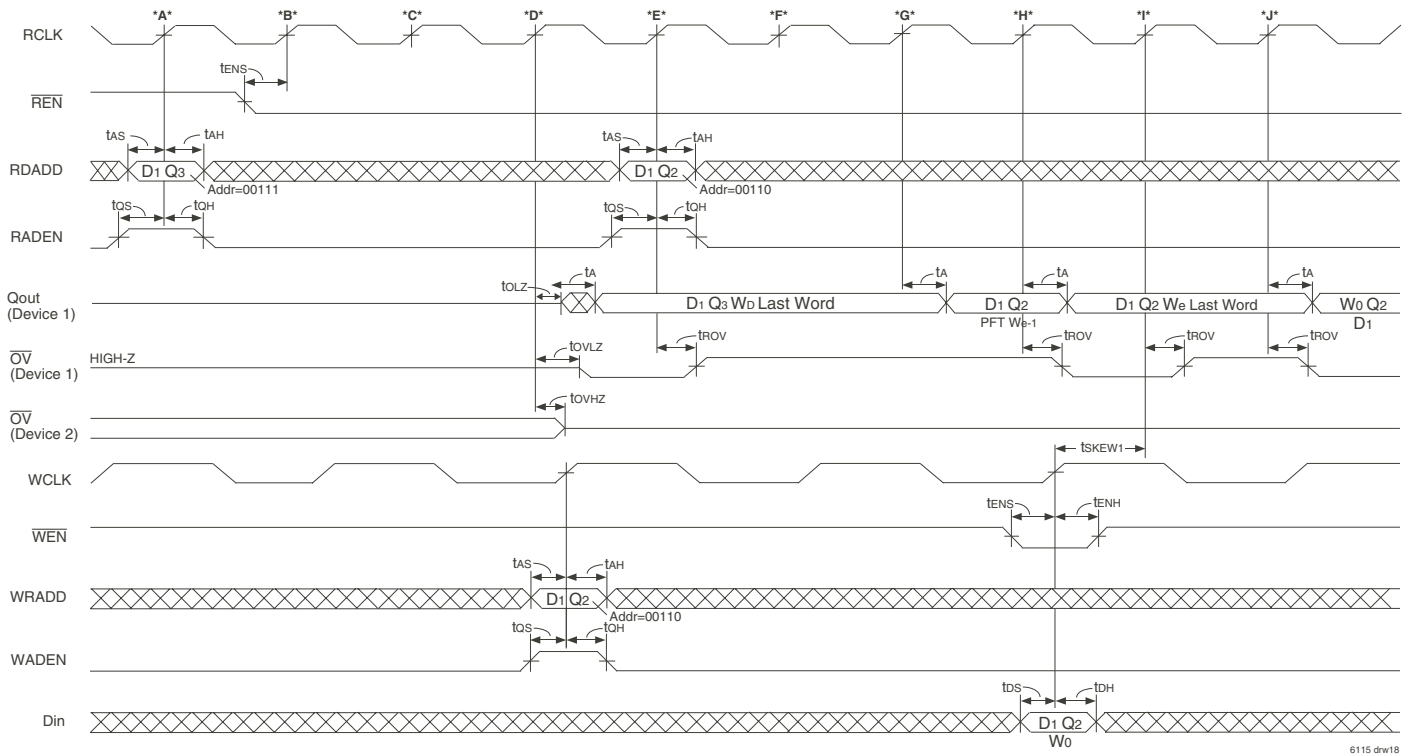 *A* *B* *C* *D* *E* *F* *G* *H* *I* *J*
RCLK
tENS
REN
tAS tAH tAS tAH
RDADD D1 Q3 D1 Q2
Addr=00111 Addr=00110
tQS tQH tQS tQH
RADEN
tA tA tA tA
tOLZ
Qout
(Device 1)
D1 Q3 WD Last Word D1 Q2 D1 Q2 We Last Word W0 Q2
PFT We-1 D1
tOVLZ tROV tROV tROV tROV
OV
(Device 1)
HIGH-Z
tOVHZ
OV
(Device 2)
tSKEW1
WCLK
tENS tENH
WEN
tAS tAH
WRADD D1 Q2
Addr=00110
tQS tQH
WADEN
tDS tDH
Din D1 Q2
W0
6115 drw18